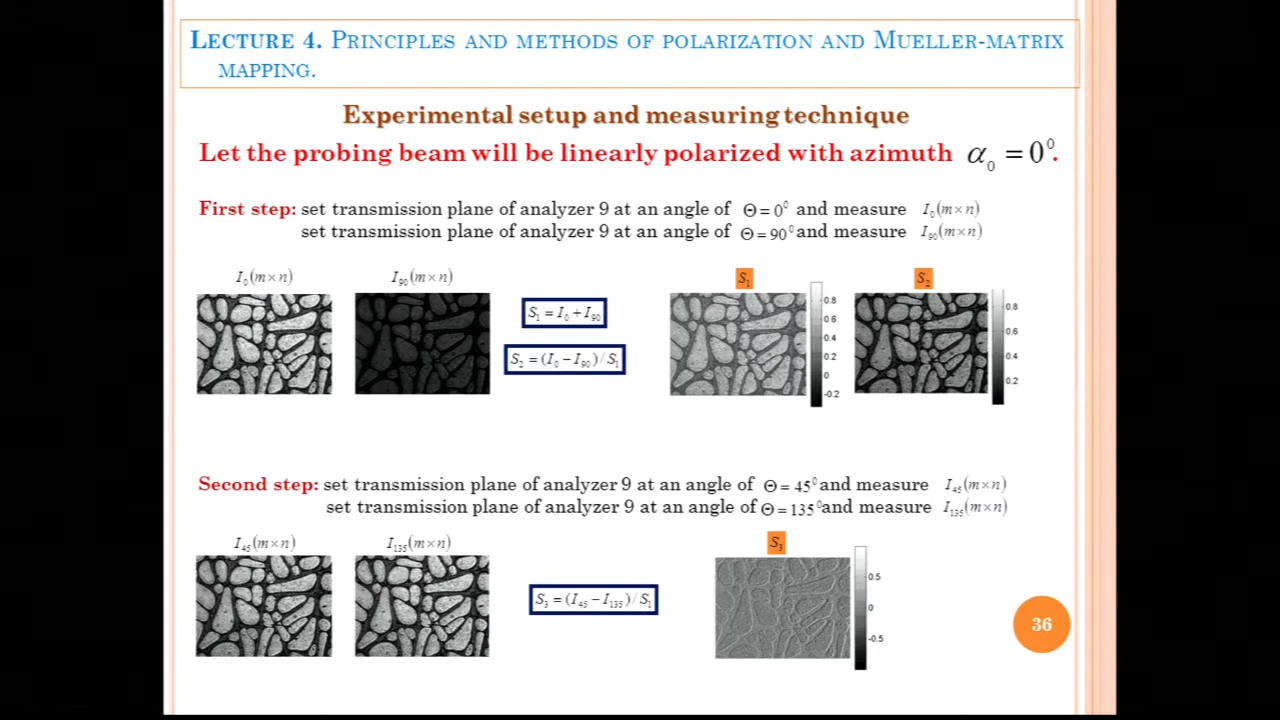 LECTURE 4. PRINCIPLES AND METHODS OF POLARIZATION AND MUELLER-MATRIX
MAPPING.
Experimental setup and measuring technique
Let the probing beam will be linearly polarized with azimuth α₀ = 0⁰.
First step: set transmission plane of analyzer 9 at an angle of Θ = 0⁰ and measure I₀(m×n)
set transmission plane of analyzer 9 at an angle of Θ = 90⁰ and measure I₉₀(m×n)
I₀(m×n) I₉₀(m×n) S₁ S₂
S₁ = I₀ + I₉₀
S₂ = (I₀ − I₉₀)/S₁
0.8
0.6
0.4
0.2
0
-0.2
0.8
0.6
0.4
0.2
Second step: set transmission plane of analyzer 9 at an angle of Θ = 45⁰ and measure I₄₅(m×n)
set transmission plane of analyzer 9 at an angle of Θ = 135⁰ and measure I₁₃₅(m×n)
I₄₅(m×n) I₁₃₅(m×n) S₃
S₃ = (I₄₅ − I₁₃₅)/S₁
0.5
0
-0.5
36